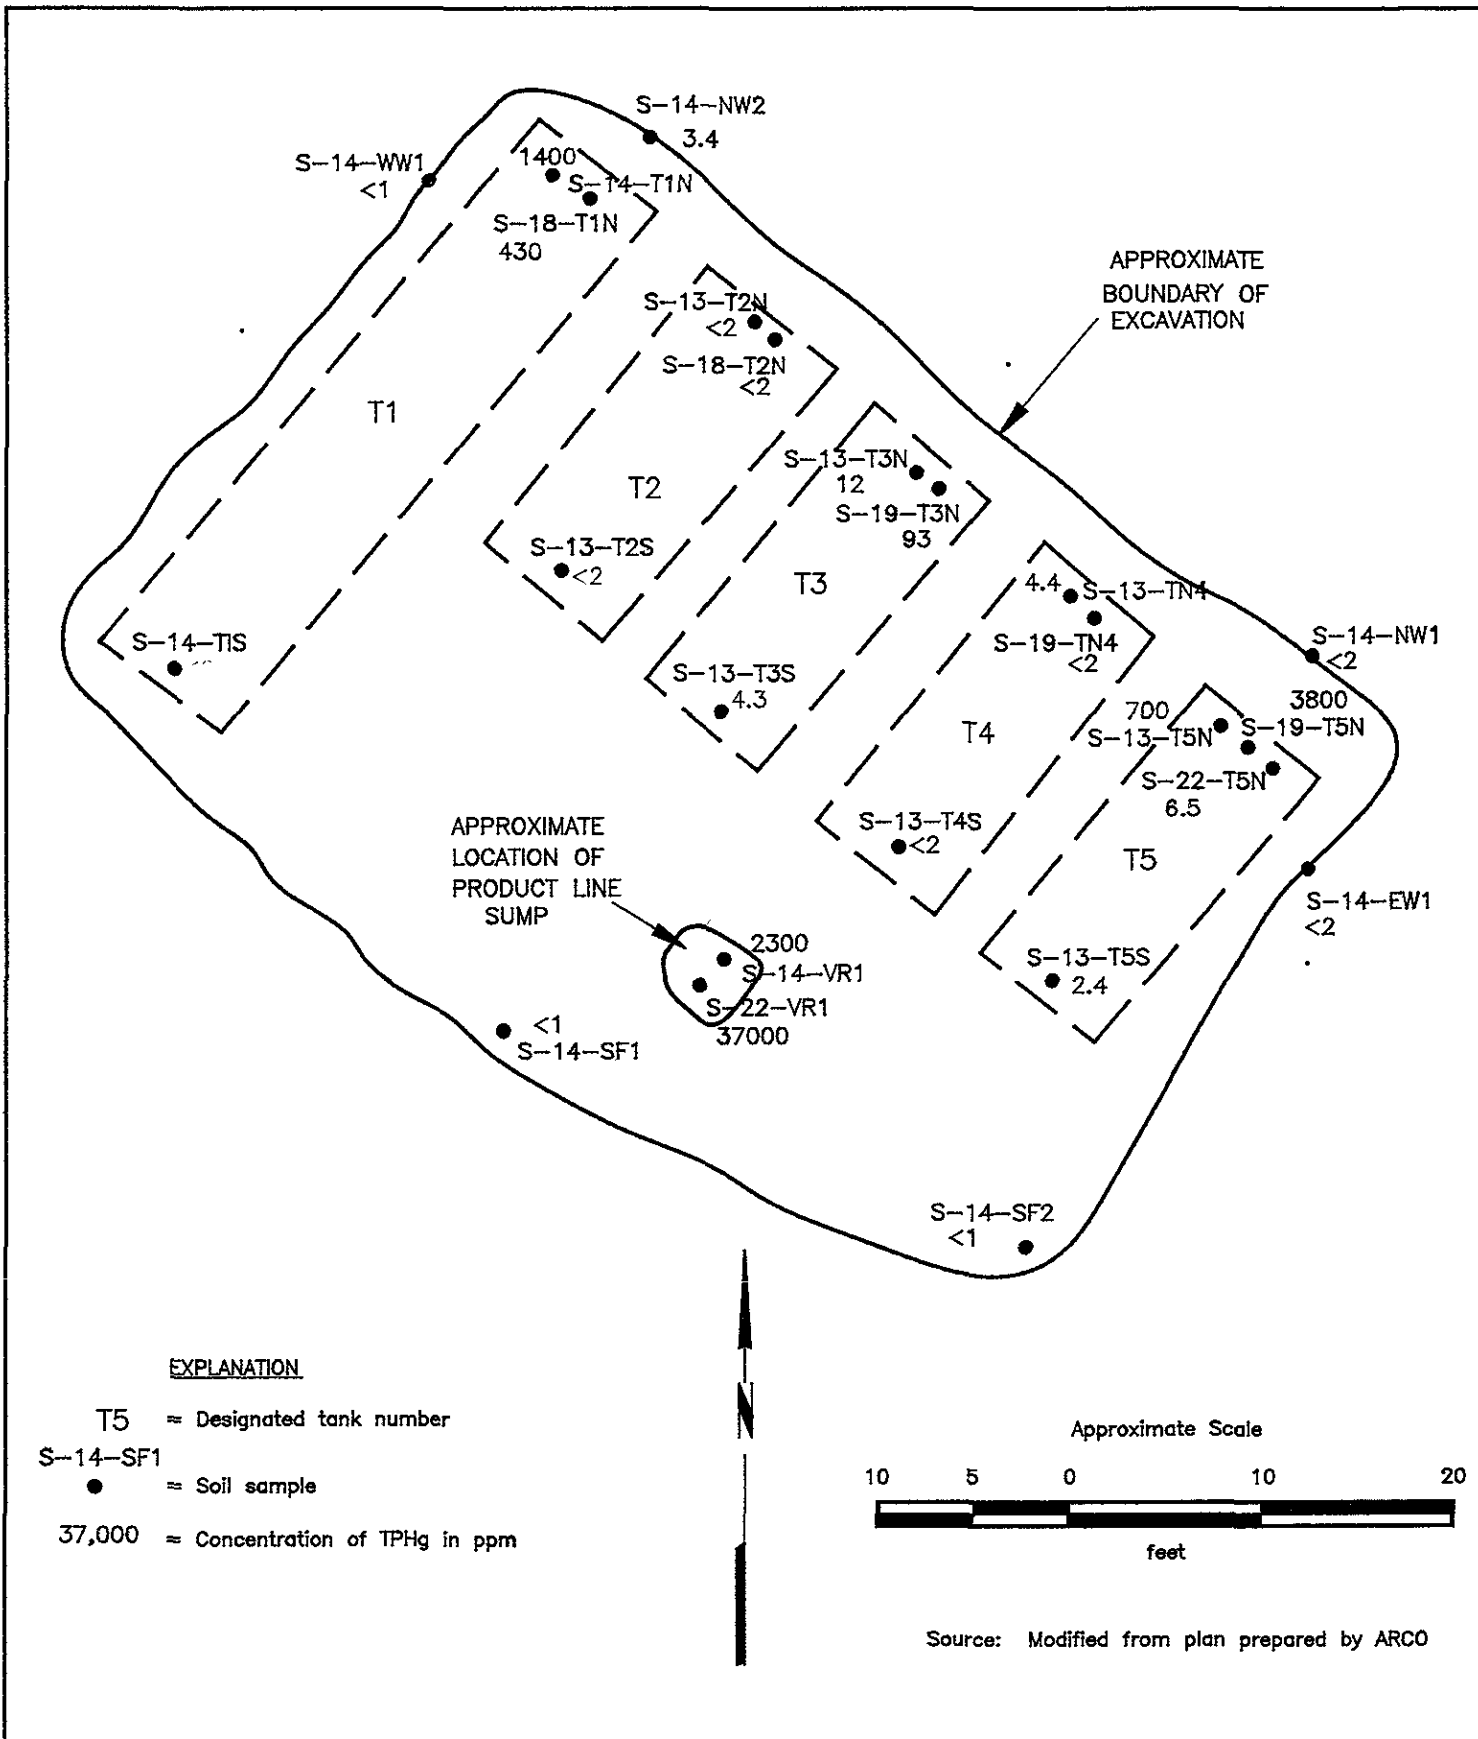 S-14-NW2
3.4
S-14-WW1
<1
1400
S-14-T1N
S-18-T1N
430
APPROXIMATE
BOUNDARY OF
EXCAVATION
S-13-T2N
<2
S-18-T2N
<2
T1
S-13-T3N
12
S-19-T3N
93
T2
S-13-T2S
<2
T3
4.4
S-13-TN4
S-19-TN4
<2
S-14-NW1
<2
S-14-TIS
S-13-T3S
4.3
3800
700
S-19-T5N
S-13-T5N
T4
S-22-T5N
6.5
APPROXIMATE
LOCATION OF
PRODUCT LINE
SUMP
S-13-T4S
<2
T5
S-14-EW1
<2
2300
S-14-VR1
S-22-VR1
37000
S-13-T5S
2.4
<1
S-14-SF1
S-14-SF2
<1
N
EXPLANATION
T5 = Designated tank number
S-14-SF1
= Soil sample
37,000 = Concentration of TPHg in ppm
Approximate Scale
10 5 0 10 20
feet
Source: Modified from plan prepared by ARCO